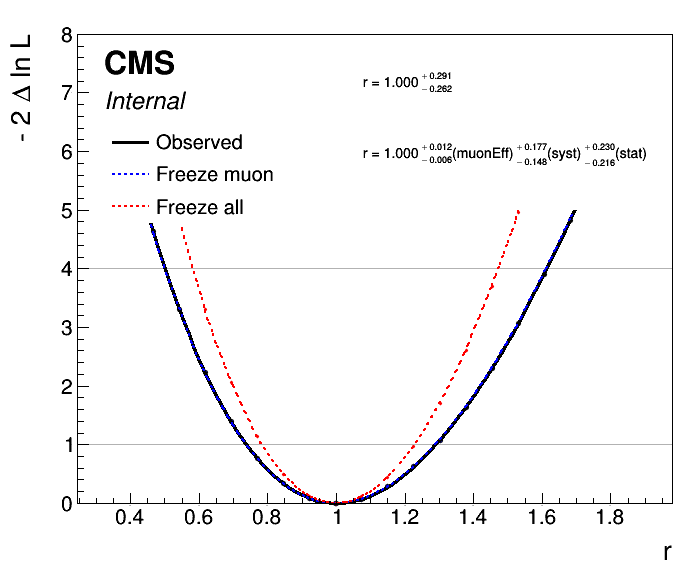 - 2 Δ ln L
8
7
6
5
4
3
2
1
0
CMS
Internal
Observed
Freeze muon
Freeze all
r = 1.000 + 0.291 − 0.262
r = 1.000 + 0.012 − 0.006 (muonEff) + 0.177 − 0.148 (syst) + 0.230 − 0.216 (stat)
0.4 0.6 0.8 1 1.2 1.4 1.6 1.8
r